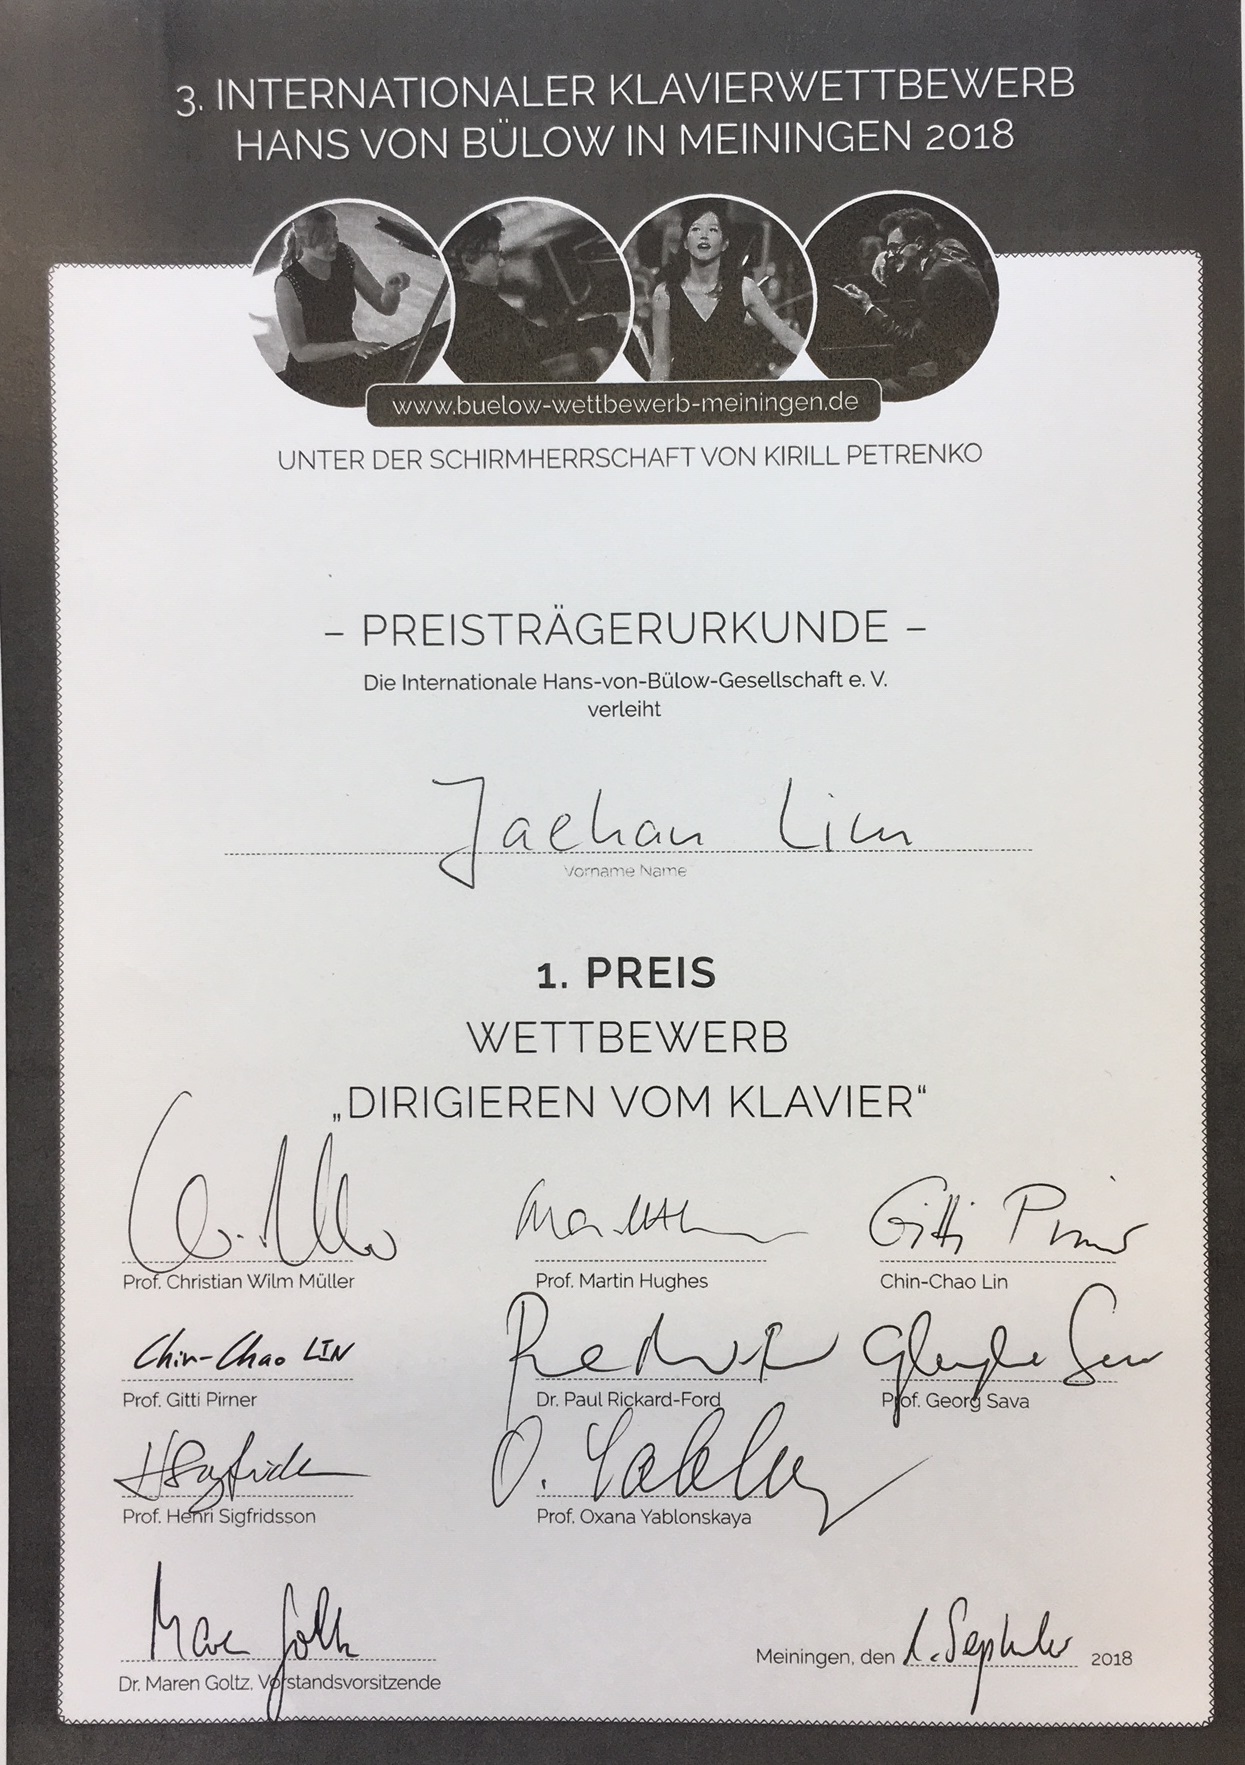 3. INTERNATIONALER KLAVIERWETTBEWERB
HANS VON BÜLOW IN MEININGEN 2018
www.buelow-wettbewerb-meiningen.de
UNTER DER SCHIRMHERRSCHAFT VON KIRILL PETRENKO
– PREISTRÄGERURKUNDE –
Die Internationale Hans-von-Bülow-Gesellschaft e. V.
verleiht
Jaehan Lim
Vorname Name
1. PREIS
WETTBEWERB
„DIRIGIEREN VOM KLAVIER“
Gitti Pirner
Prof. Christian Wilm Müller
Prof. Martin Hughes
Chin-Chao Lin
Chin-Chao LIN
Prof. Gitti Pirner
Dr. Paul Rickard-Ford
Prof. Georg Sava
Prof. Henri Sigfridsson
Prof. Oxana Yablonskaya
Dr. Maren Goltz, Vorstandsvorsitzende
Meiningen, den 1. September 2018